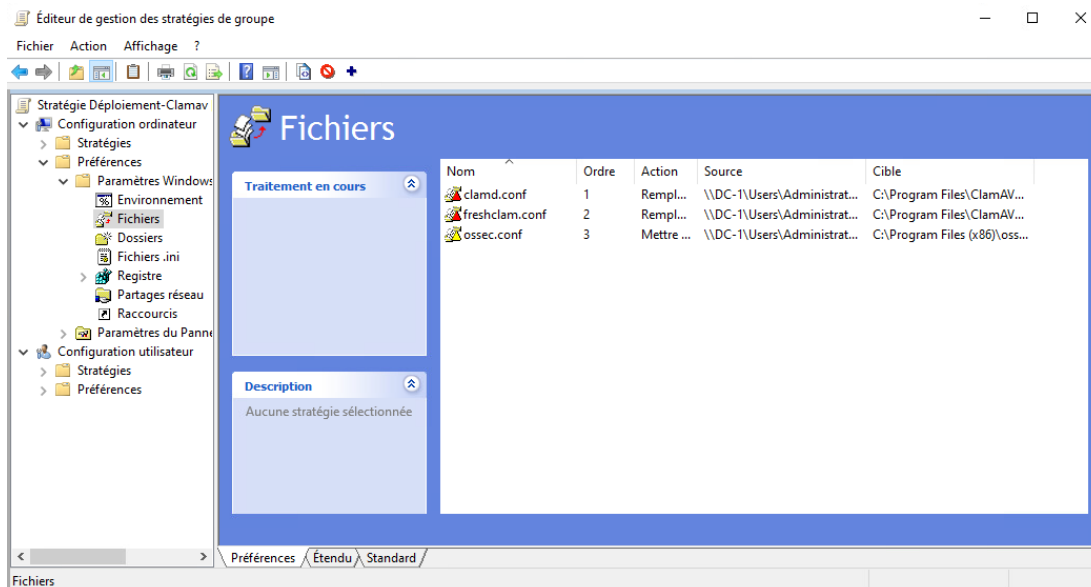 Éditeur de gestion des stratégies de groupe
Fichier Action Affichage ?
Stratégie Déploiement-Clamav
Configuration ordinateur
Stratégies
Préférences
Paramètres Windows
Environnement
Fichiers
Dossiers
Fichiers .ini
Registre
Partages réseau
Raccourcis
Paramètres du Panne
Configuration utilisateur
Stratégies
Préférences
Fichiers
Traitement en cours
Description
Aucune stratégie sélectionnée
Nom Ordre Action Source Cible
clamd.conf 1 Rempl... \\DC-1\Users\Administrat... C:\Program Files\ClamAV...
freshclam.conf 2 Rempl... \\DC-1\Users\Administrat... C:\Program Files\ClamAV...
ossec.conf 3 Mettre ... \\DC-1\Users\Administrat... C:\Program Files (x86)\oss...
Préférences Étendu Standard
Fichiers